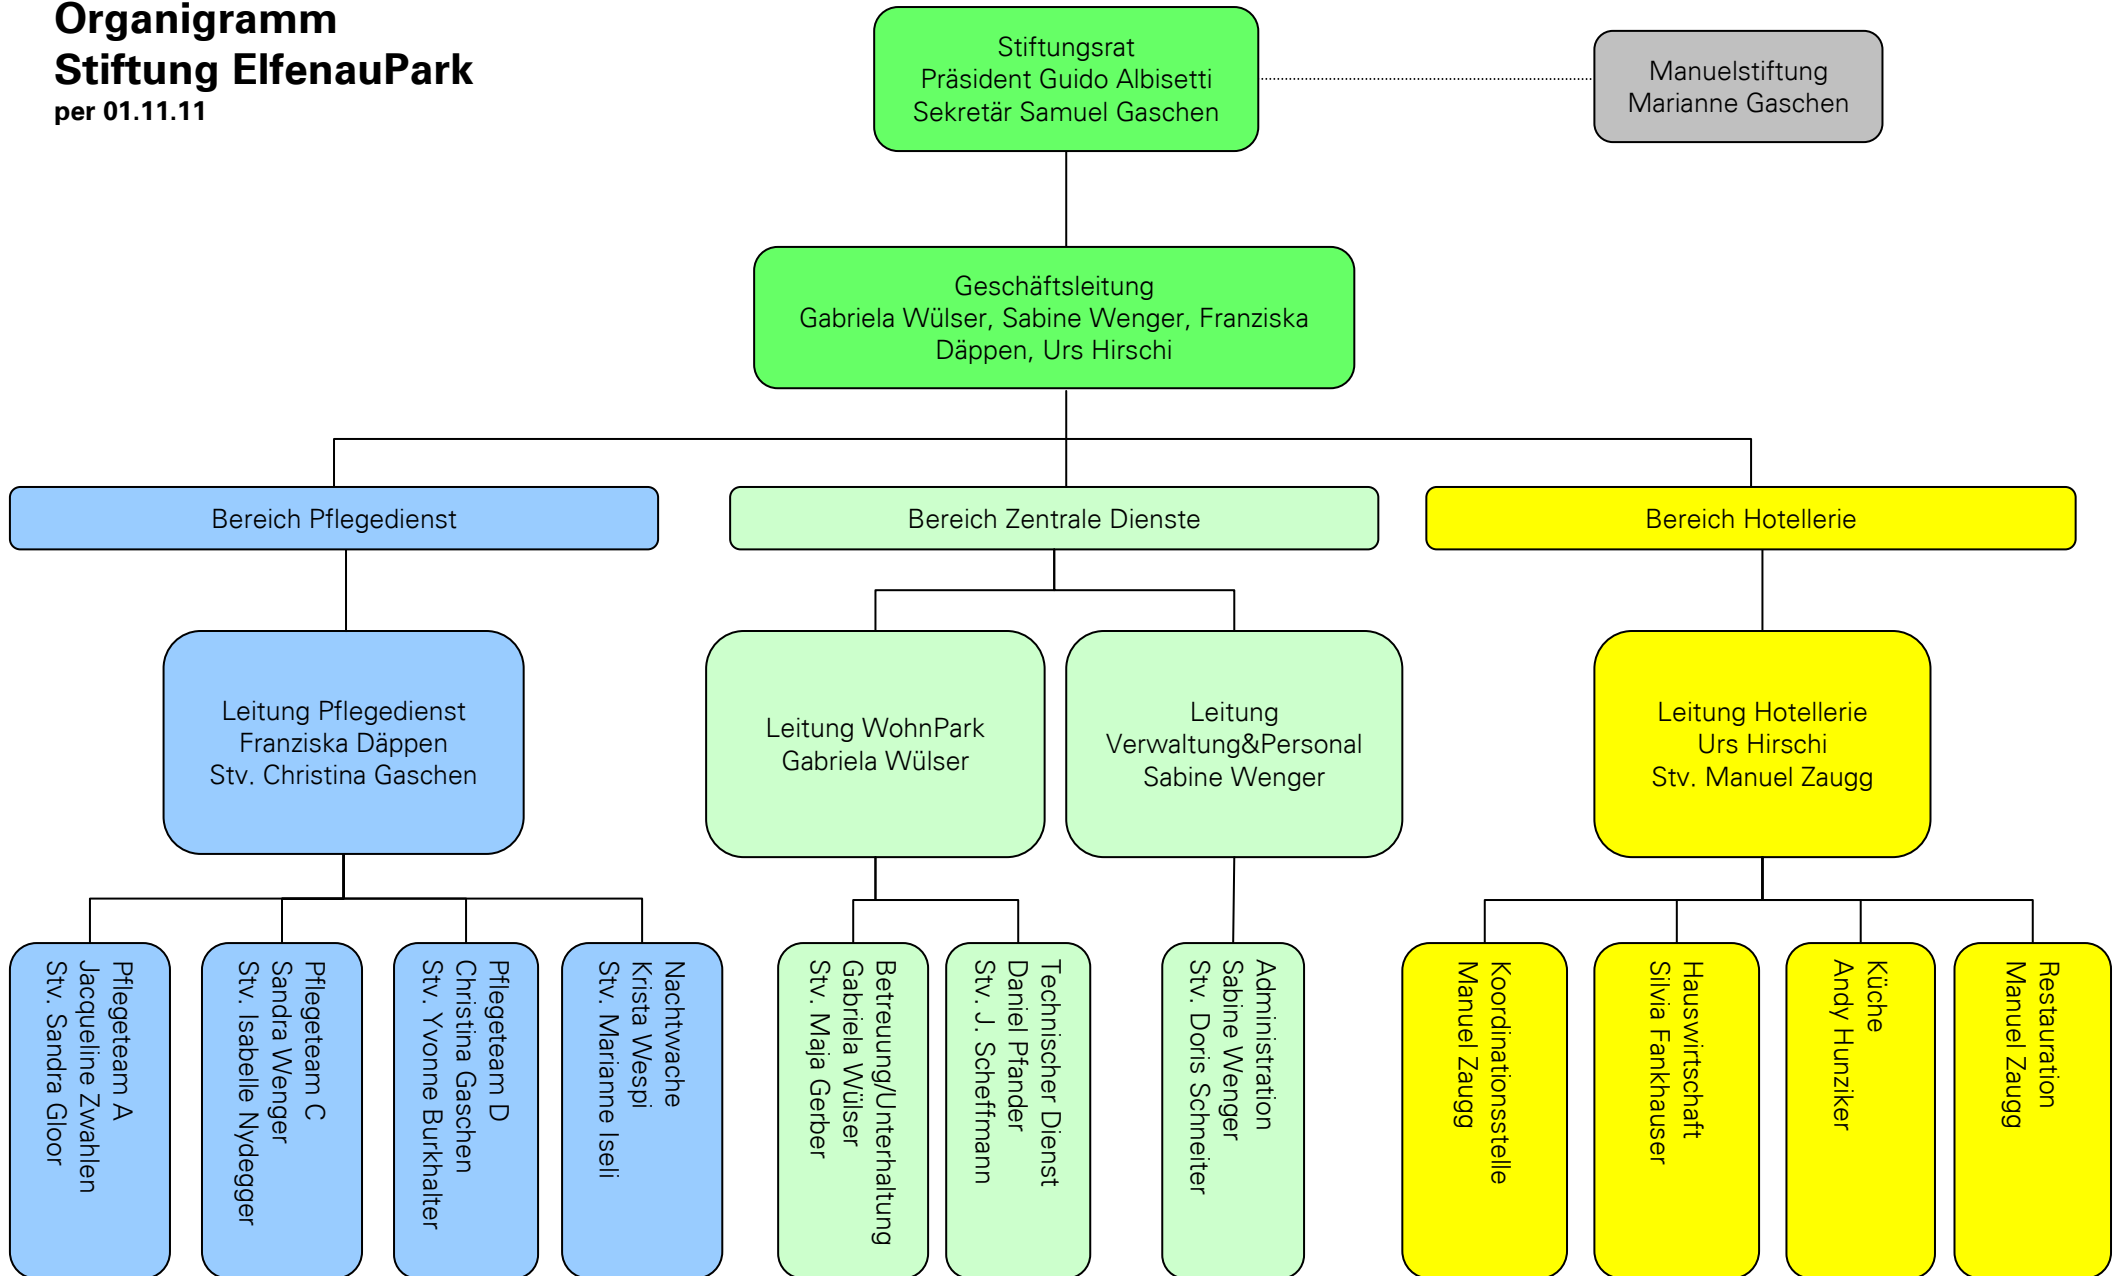 Organigramm
Stiftung ElfenauPark
per 01.11.11
Stiftungsrat
Präsident Guido Albisetti
Sekretär Samuel Gaschen
Manuelstiftung
Marianne Gaschen
Geschäftsleitung
Gabriela Wülser, Sabine Wenger, Franziska
Däppen, Urs Hirschi
Bereich Pflegedienst
Bereich Zentrale Dienste
Bereich Hotellerie
Leitung Pflegedienst
Franziska Däppen
Stv. Christina Gaschen
Leitung WohnPark
Gabriela Wülser
Leitung
Verwaltung&Personal
Sabine Wenger
Leitung Hotellerie
Urs Hirschi
Stv. Manuel Zaugg
Pflegeteam A
Jacqueline Zvvahlen
Stv. Sandra Gloor
Pflegeteam C
Sandra Wenger
Stv. Isabelle Nydegger
Pflegeteam D
Christina Gaschen
Stv. Yvonne Burkhalter
Nachtwache
Krista Wespi
Stv. Marianne Iseli
Betreuung/Unterhaltung
Gabriela Wülser
Stv. Maja Gerber
Technischer Dienst
Daniel Pfander
Stv. J. Scheffmann
Administration
Sabine Wenger
Stv. Doris Schneiter
Koordinationsstelle
Manuel Zaugg
Hauswirtschaft
Silvia Fankhauser
Küche
Andy Hunziker
Restauration
Manuel Zaugg